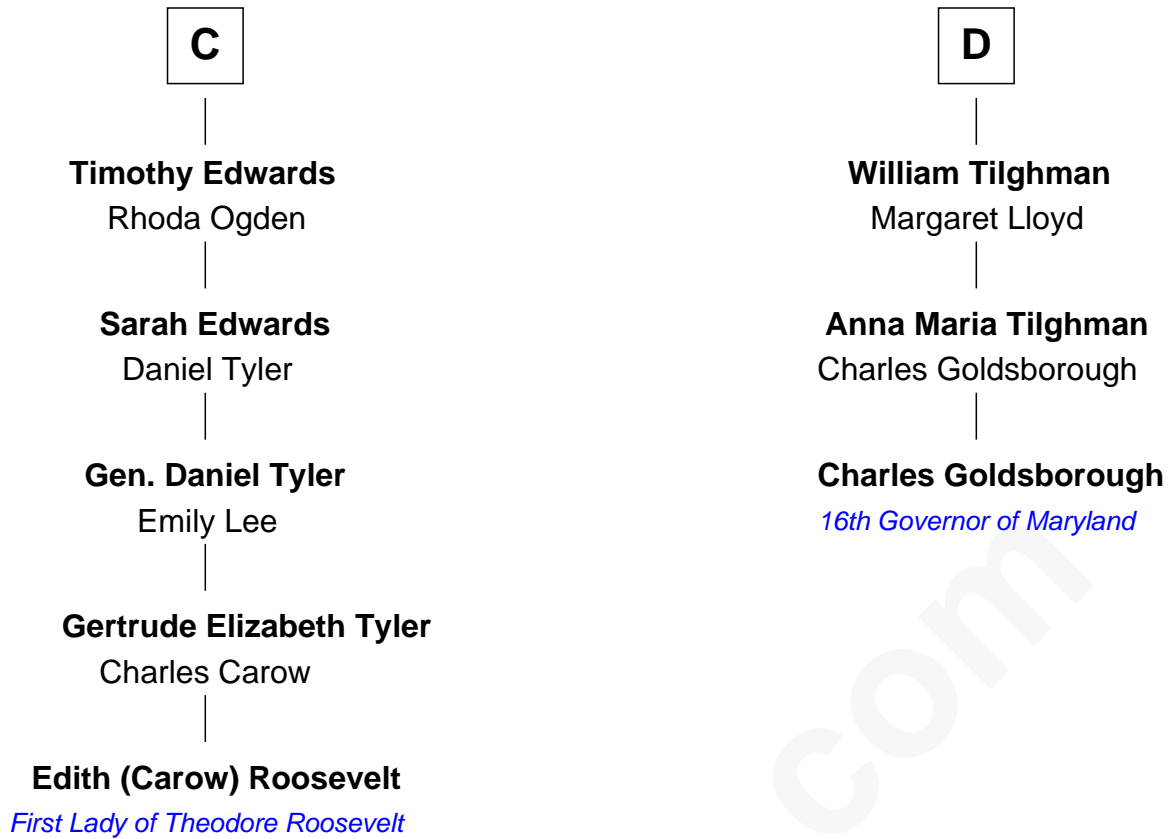 C
Timothy Edwards
Rhoda Ogden
Sarah Edwards
Daniel Tyler
Gen. Daniel Tyler
Emily Lee
Gertrude Elizabeth Tyler
Charles Carow
Edith (Carow) Roosevelt
First Lady of Theodore Roosevelt
D
William Tilghman
Margaret Lloyd
Anna Maria Tilghman
Charles Goldsborough
Charles Goldsborough
16th Governor of Maryland
com